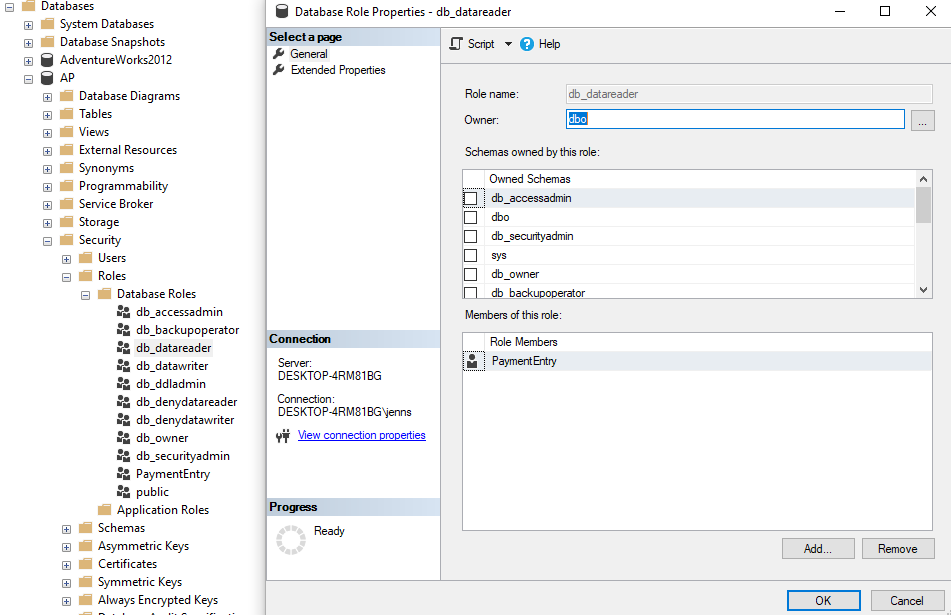 Databases
System Databases
Database Snapshots
AdventureWorks2012
AP
Database Diagrams
Tables
Views
External Resources
Synonyms
Programmability
Service Broker
Storage
Security
Users
Roles
Database Roles
db_accessadmin
db_backupoperator
db_datareader
db_datawriter
db_ddladmin
db_denydatareader
db_denydatawriter
db_owner
db_securityadmin
PaymentEntry
public
Application Roles
Schemas
Asymmetric Keys
Certificates
Symmetric Keys
Always Encrypted Keys
Database Role Properties - db_datareader
Select a page
General
Extended Properties
Connection
Server:
DESKTOP-4RM81BG
Connection:
DESKTOP-4RM81BG\jenns
View connection properties
Progress
Ready
Script Help
Role name: db_datareader
Owner: dbo ...
Schemas owned by this role:
Owned Schemas
db_accessadmin
dbo
db_securityadmin
sys
db_owner
db_backupoperator
Members of this role:
Role Members
PaymentEntry
Add... Remove
OK Cancel